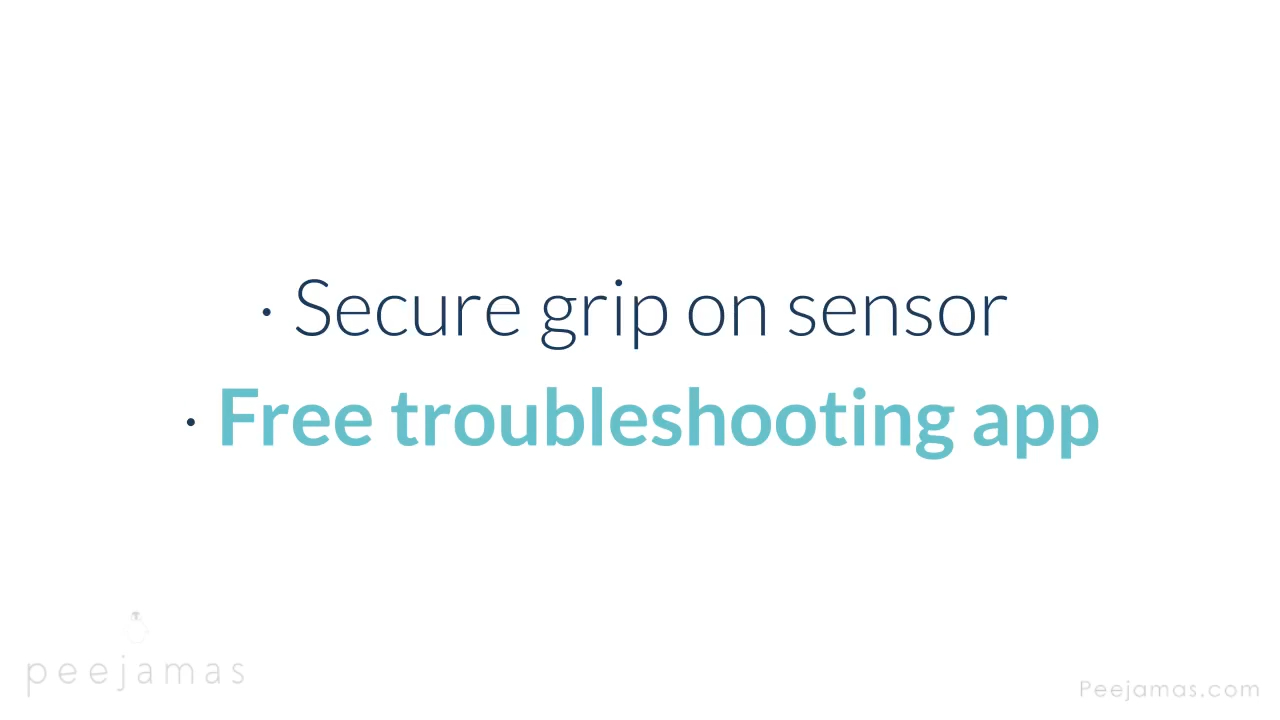 · Secure grip on sensor
· Free troubleshooting app
peejamas
Peejamas.com